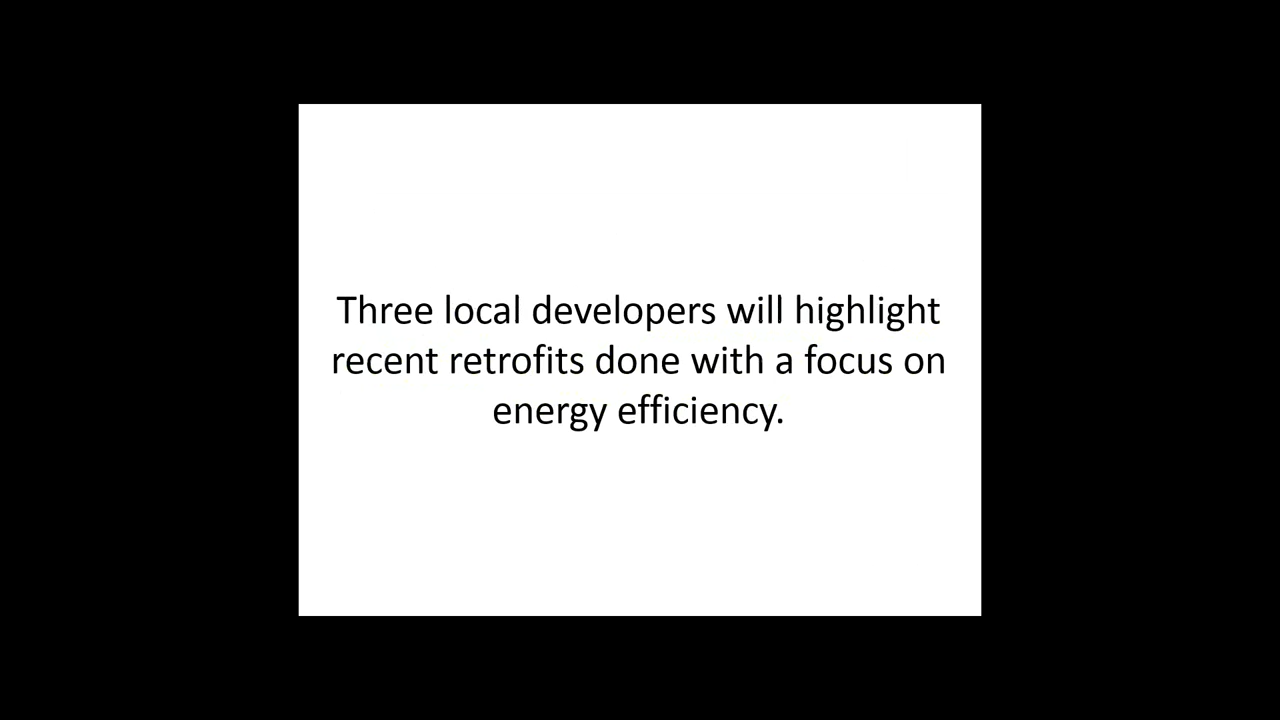 Three local developers will highlight
recent retrofits done with a focus on
energy efficiency.